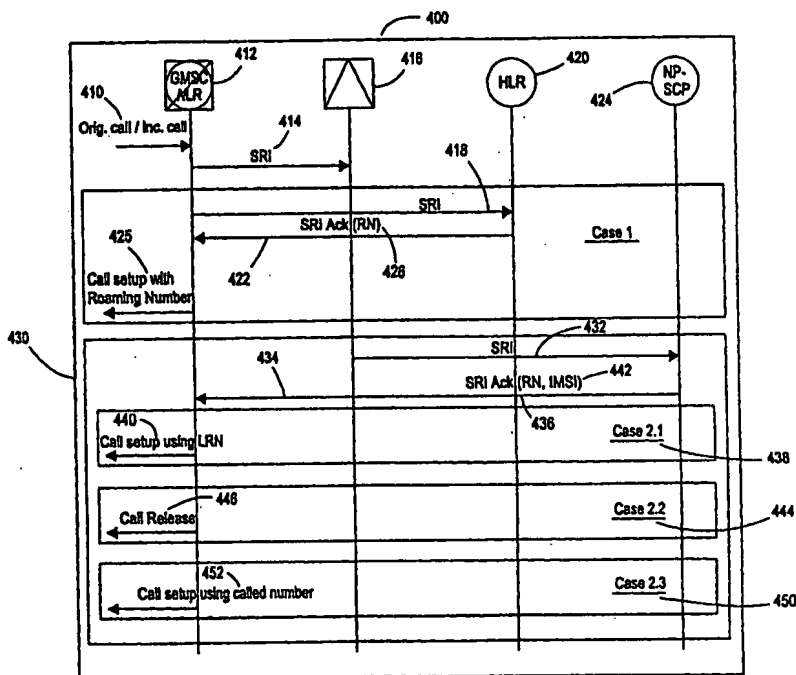 400
GMSC
NLR
412
416
HLR
420
NP-
SCP
424
410
Orig. call / Inc. call
414
SRI
418
SRI
SRI Ack (RN)
Case 1
425
422
426
Call setup with
Roaming Number
430
432
SRI
434
442
SRI Ack (RN, IMSI)
436
440
Call setup using LRN
Case 2.1
438
446
Call Release
Case 2.2
444
452
Call setup using called number
Case 2.3
450